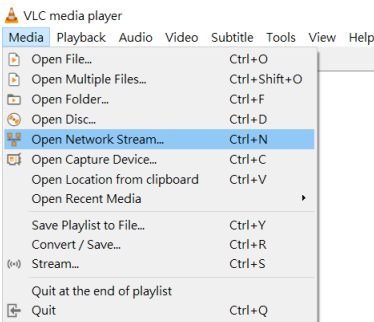 VLC media player
Media Playback Audio Video Subtitle Tools View Help
Open File... Ctrl+O
Open Multiple Files... Ctrl+Shift+O
Open Folder... Ctrl+F
Open Disc... Ctrl+D
Open Network Stream... Ctrl+N
Open Capture Device... Ctrl+C
Open Location from clipboard Ctrl+V
Open Recent Media
Save Playlist to File... Ctrl+Y
Convert / Save... Ctrl+R
Stream... Ctrl+S
Quit at the end of playlist
Quit Ctrl+Q